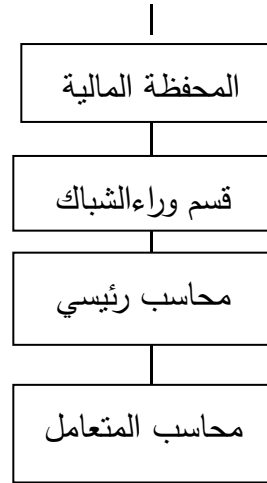 المحفظة المالية
قسم وراءالشباك
محاسب رئيسي
محاسب المتعامل